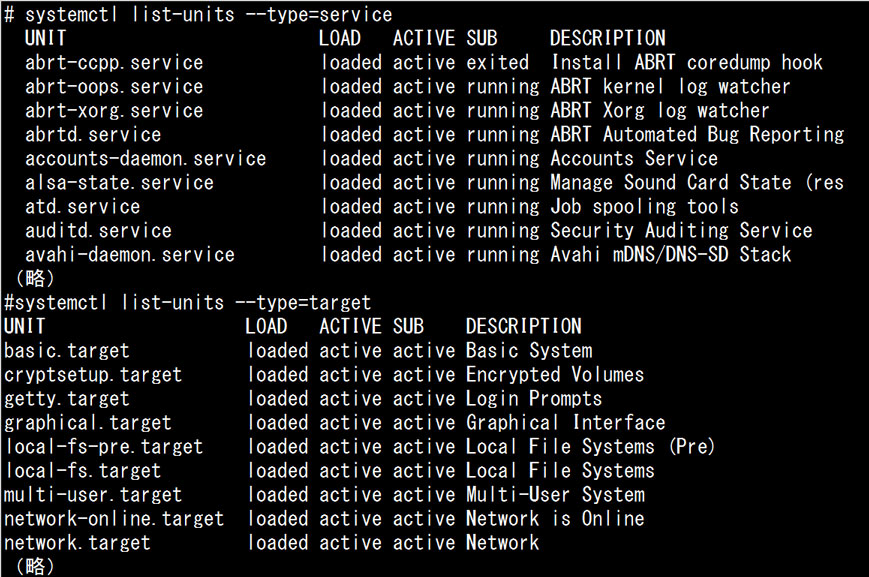 # systemctl list-units --type=service
UNIT LOAD ACTIVE SUB DESCRIPTION
abrt-ccpp.service loaded active exited Install ABRT coredump hook
abrt-oops.service loaded active running ABRT kernel log watcher
abrt-xorg.service loaded active running ABRT Xorg log watcher
abrtd.service loaded active running ABRT Automated Bug Reporting
accounts-daemon.service loaded active running Accounts Service
alsa-state.service loaded active running Manage Sound Card State (res
atd.service loaded active running Job spooling tools
auditd.service loaded active running Security Auditing Service
avahi-daemon.service loaded active running Avahi mDNS/DNS-SD Stack
(略)
#systemctl list-units --type=target
UNIT LOAD ACTIVE SUB DESCRIPTION
basic.target loaded active active Basic System
cryptsetup.target loaded active active Encrypted Volumes
getty.target loaded active active Login Prompts
graphical.target loaded active active Graphical Interface
local-fs-pre.target loaded active active Local File Systems (Pre)
local-fs.target loaded active active Local File Systems
multi-user.target loaded active active Multi-User System
network-online.target loaded active active Network is Online
network.target loaded active active Network
(略)